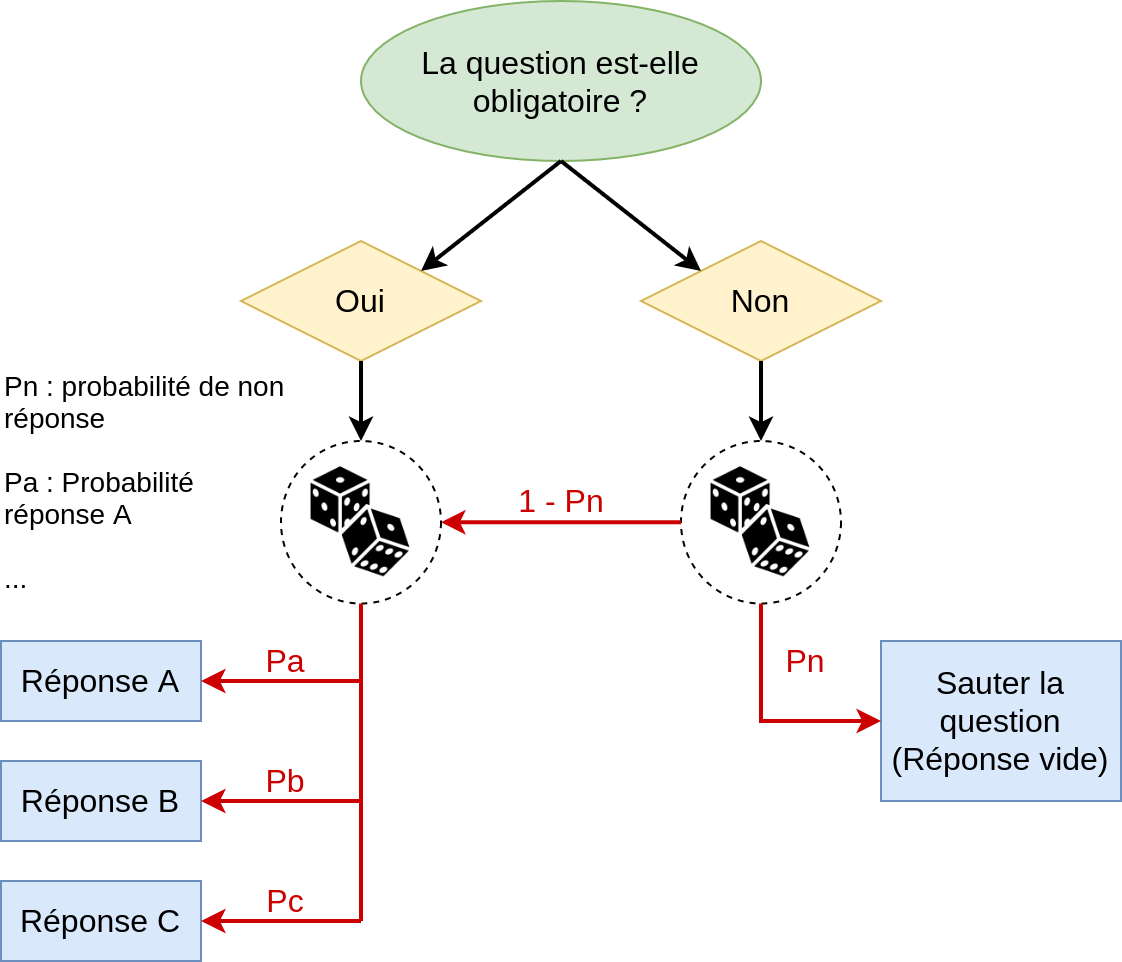 La question est-elle
obligatoire ?
Oui
Non
Pn : probabilité de non
réponse
Pa : Probabilité
réponse A
...
1 - Pn
Pa
Pn
Réponse A
Sauter la
question
(Réponse vide)
Pb
Réponse B
Pc
Réponse C